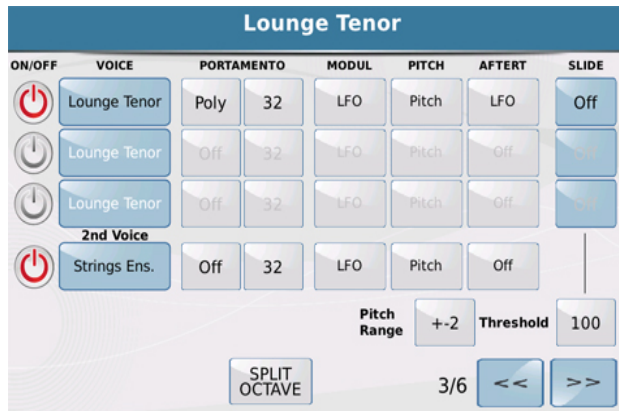 Lounge Tenor
ON/OFF VOICE PORTAMENTO MODUL PITCH AFTERT SLIDE
Lounge Tenor Poly 32 LFO Pitch LFO Off
Lounge Tenor Off 32 LFO Pitch Off Off
Lounge Tenor Off 32 LFO Pitch Off Off
2nd Voice
Strings Ens. Off 32 LFO Pitch Off
Pitch Range +-2 Threshold 100
SPLIT OCTAVE 3/6 << >>